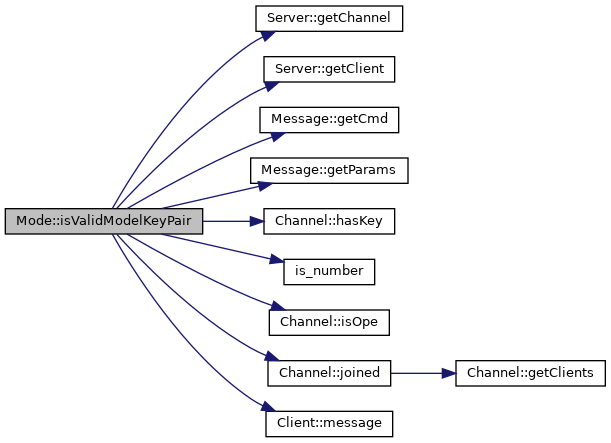 Mode::isValidModelKeyPair
Server::getChannel
Server::getClient
Message::getCmd
Message::getParams
Channel::hasKey
is_number
Channel::isOpe
Channel::joined
Channel::getClients
Client::message